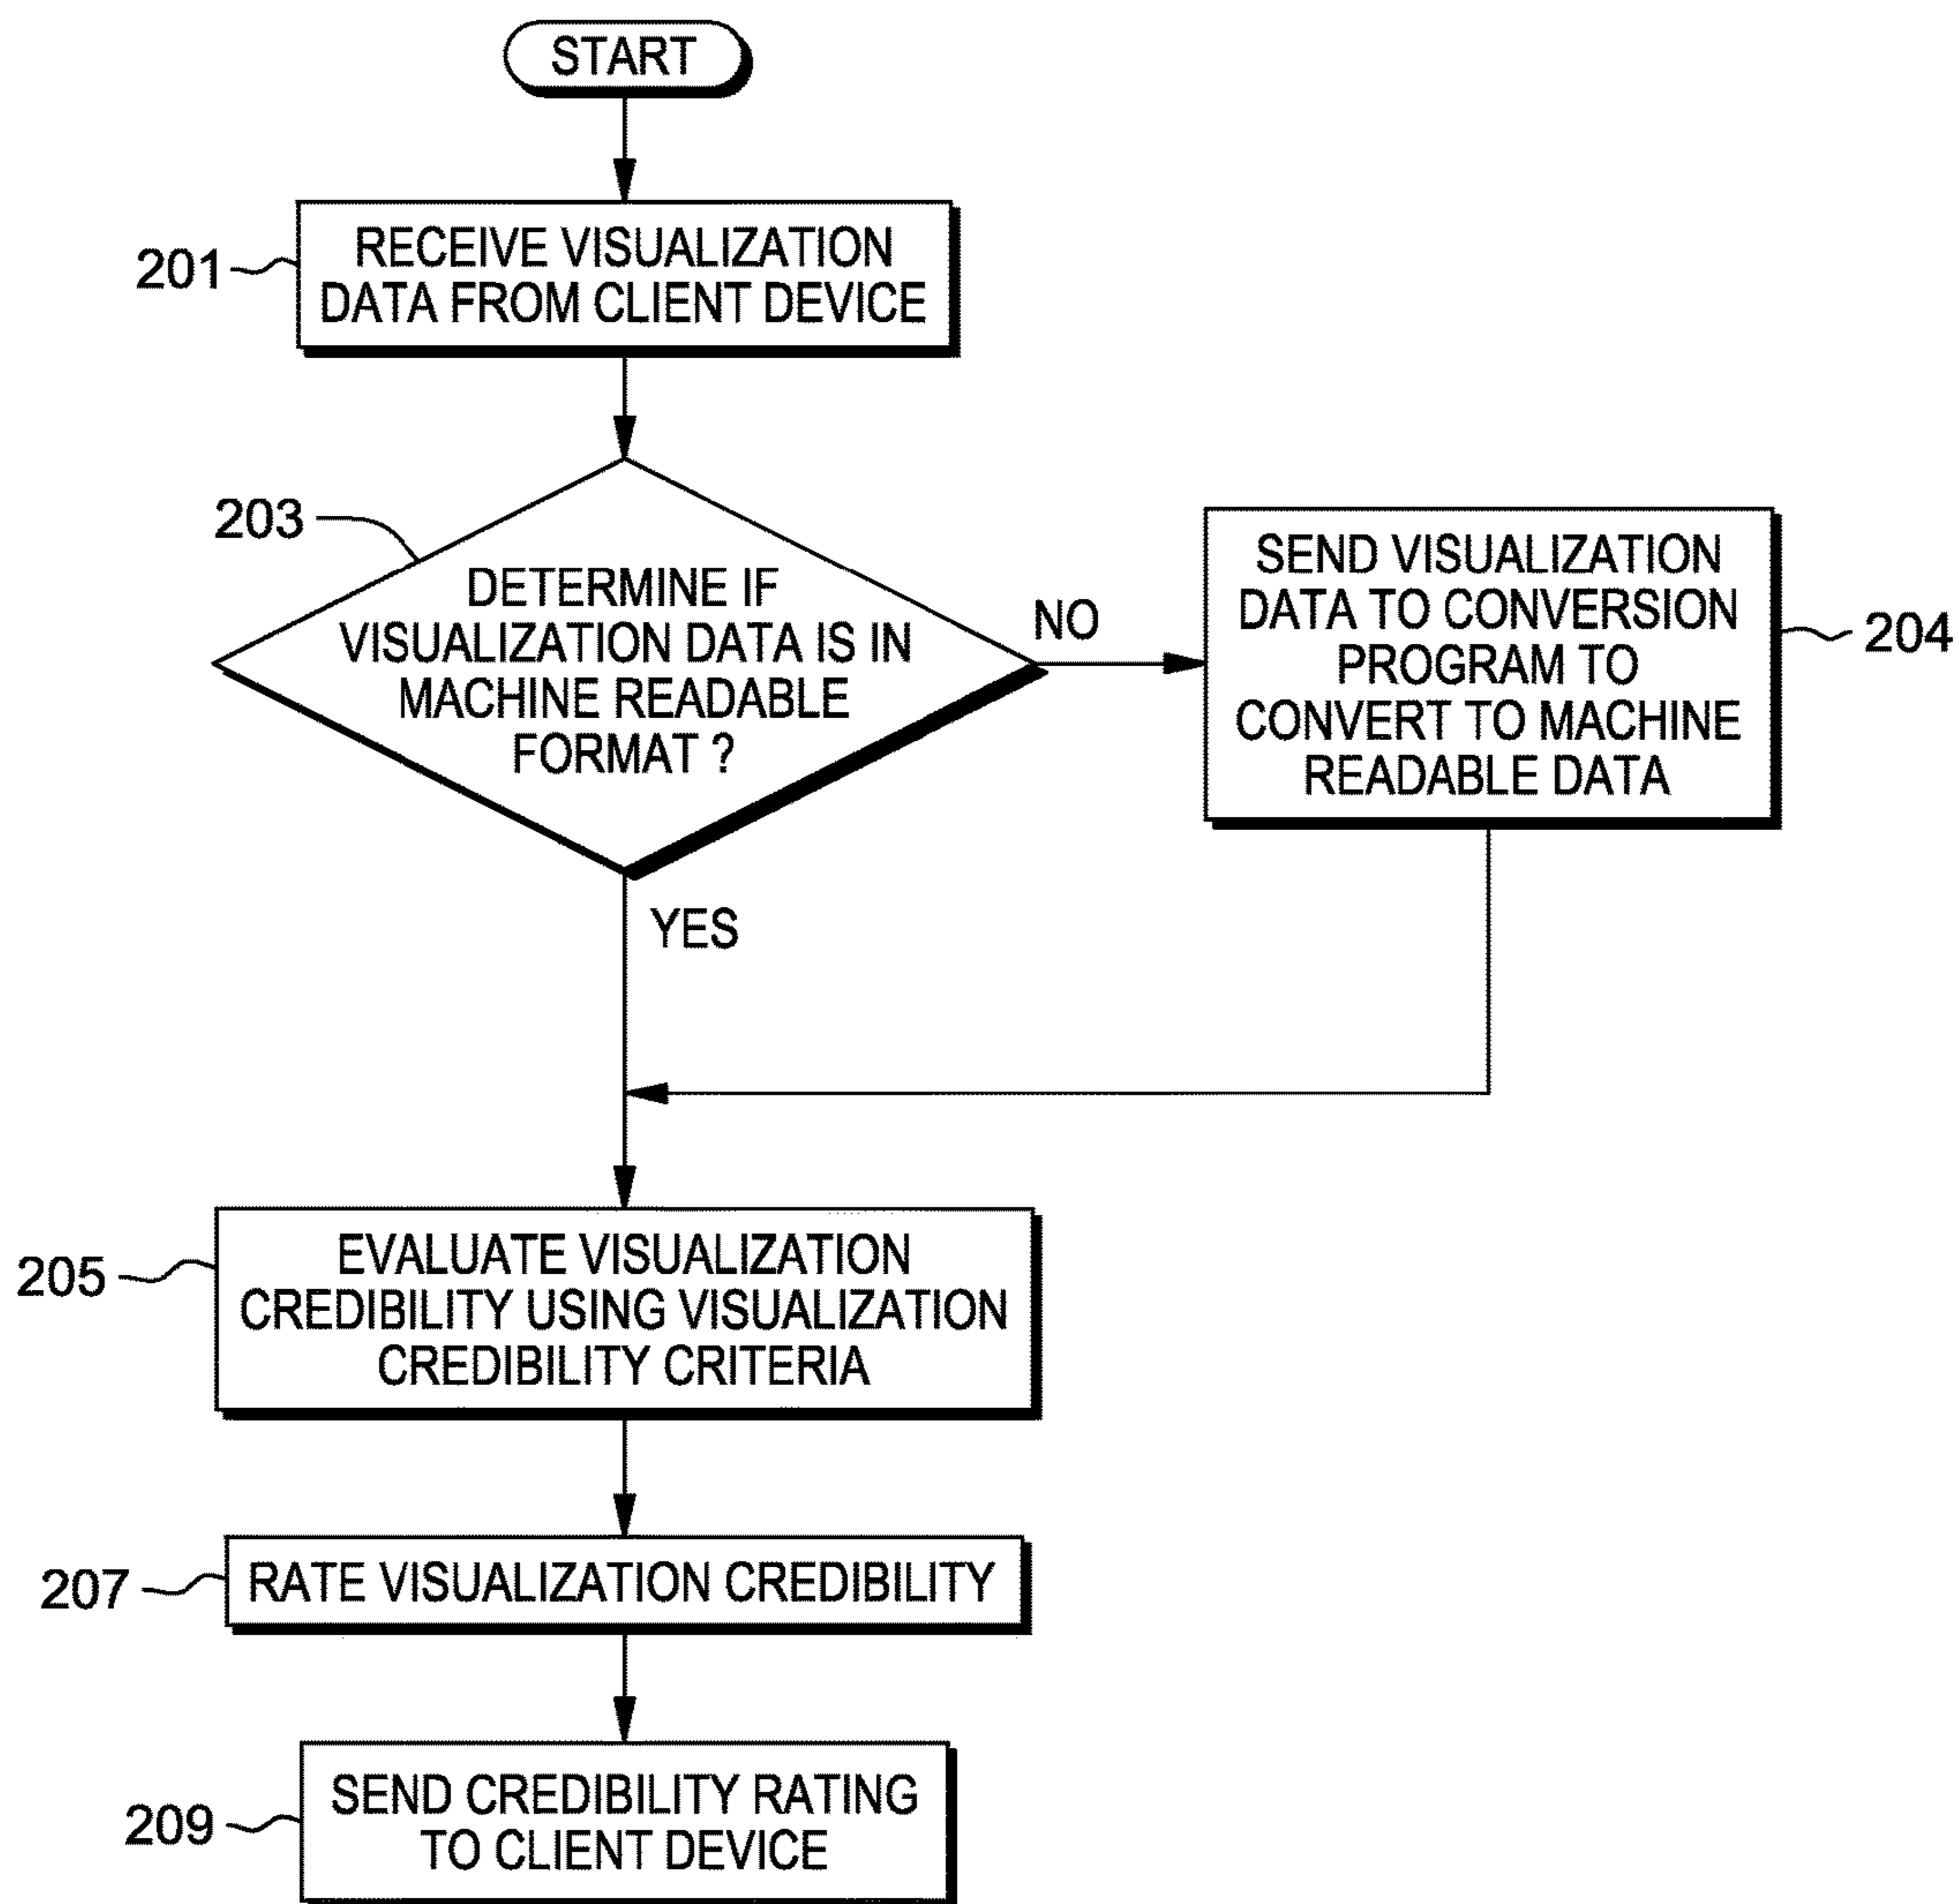 START
201
RECEIVE VISUALIZATION
DATA FROM CLIENT DEVICE
203
DETERMINE IF
VISUALIZATION DATA IS IN
MACHINE READABLE
FORMAT ?
NO
SEND VISUALIZATION
DATA TO CONVERSION
PROGRAM TO
CONVERT TO MACHINE
READABLE DATA
204
YES
205
EVALUATE VISUALIZATION
CREDIBILITY USING VISUALIZATION
CREDIBILITY CRITERIA
207
RATE VISUALIZATION CREDIBILITY
209
SEND CREDIBILITY RATING
TO CLIENT DEVICE